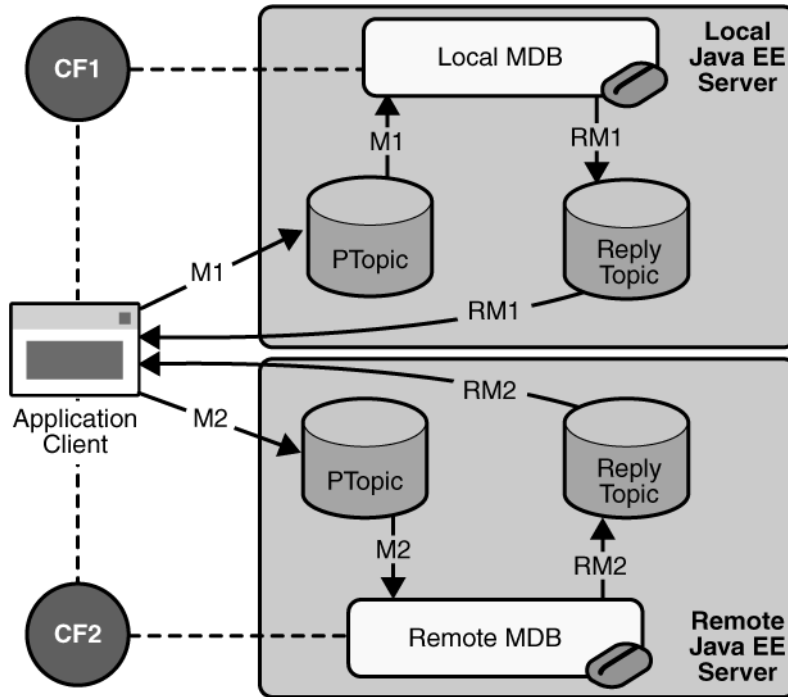 CF1
Local MDB
Local
Java EE
Server
M1
RM1
PTopic
Reply
Topic
M1
RM1
Application
Client
M2
RM2
PTopic
Reply
Topic
M2
RM2
CF2
Remote MDB
Remote
Java EE
Server